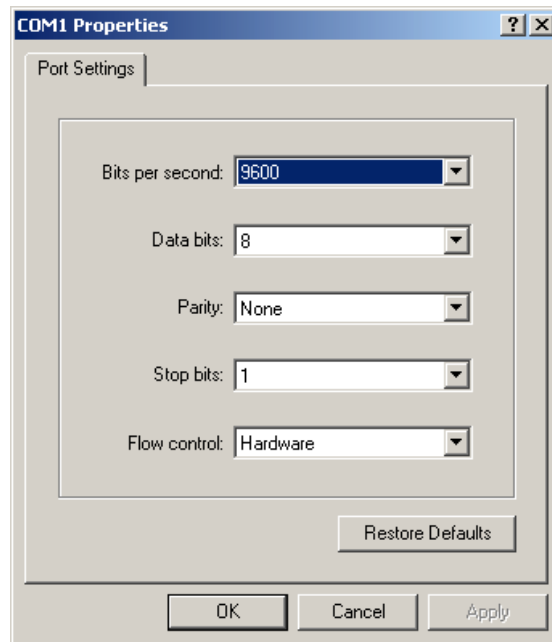 COM1 Properties
Port Settings
Bits per second: 9600
Data bits: 8
Parity: None
Stop bits: 1
Flow control: Hardware
Restore Defaults
OK Cancel Apply